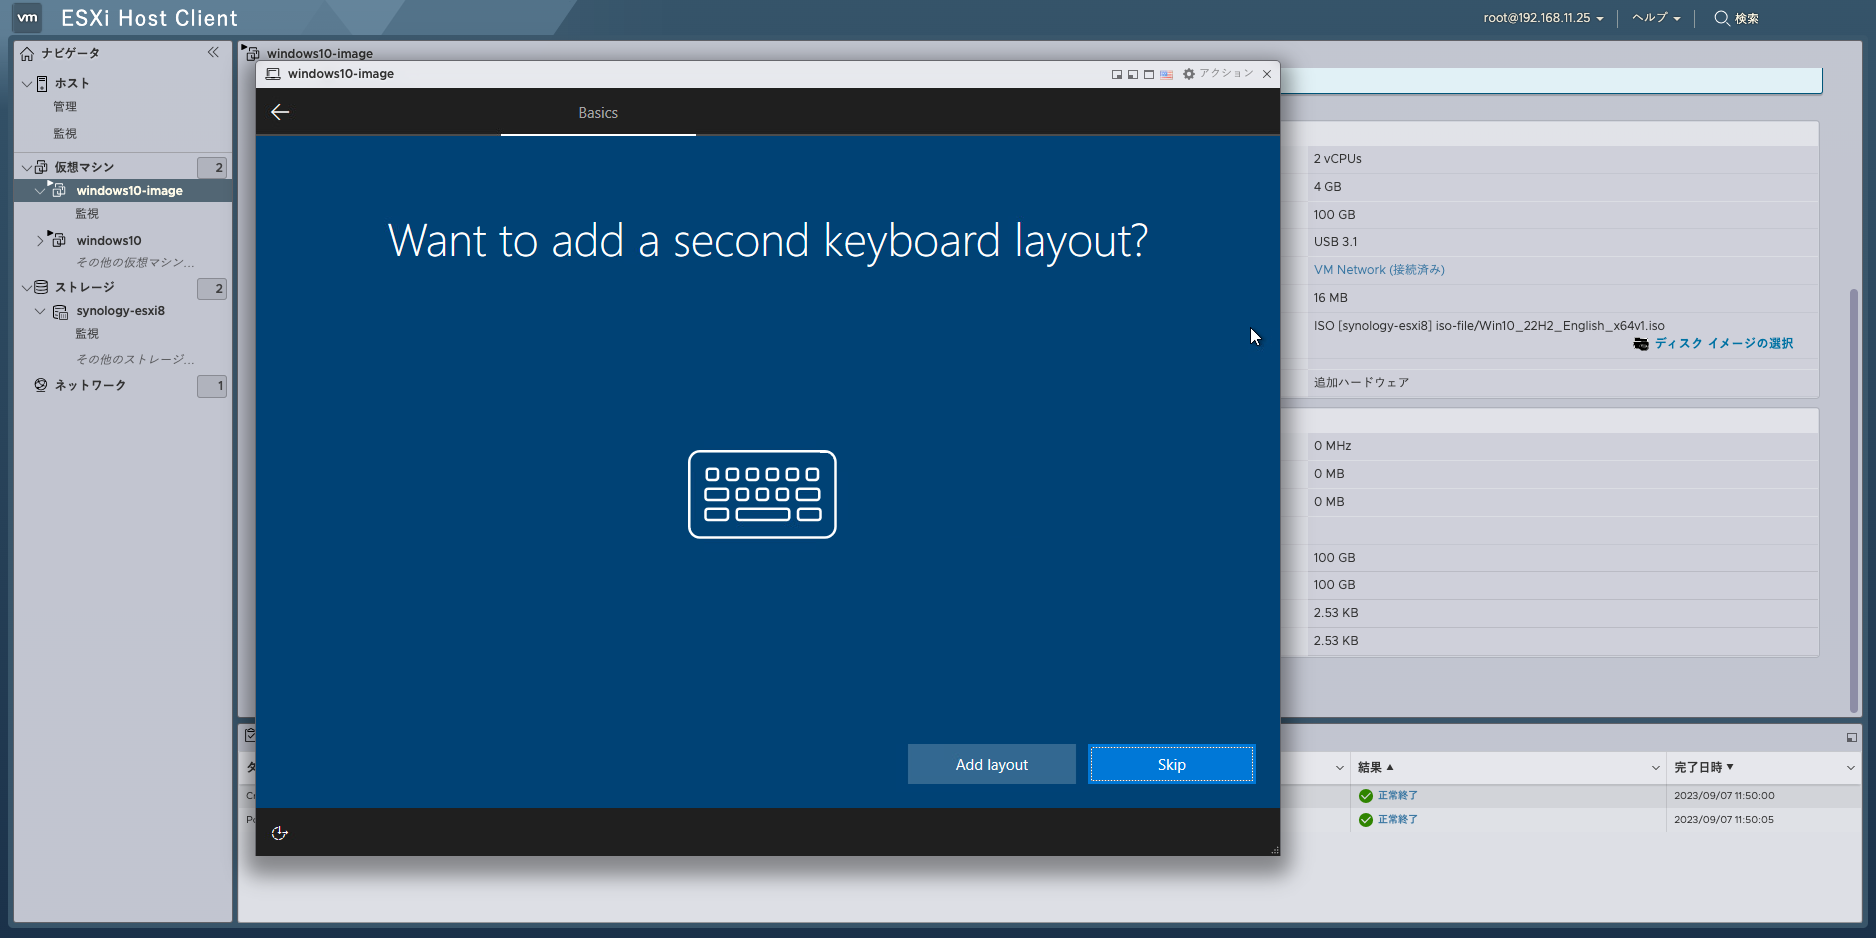 vm ESXi Host Client
root@192.168.11.25
ヘルプ
検索
ナビゲータ
ホスト
管理
監視
仮想マシン 2
windows10-image
監視
windows10
その他の仮想マシン...
ストレージ 2
synology-esxi8
監視
その他のストレージ...
ネットワーク 1
windows10-image
windows10-image
アクション
Basics
Want to add a second keyboard layout?
Add layout
Skip
2 vCPUs
4 GB
100 GB
USB 3.1
VM Network (接続済み)
16 MB
ISO [synology-esxi8] iso-file/Win10_22H2_English_x64v1.iso
ディスク イメージの選択
追加ハードウェア
0 MHz
0 MB
0 MB
100 GB
100 GB
2.53 KB
2.53 KB
結果
完了日時
正常終了
2023/09/07 11:50:00
正常終了
2023/09/07 11:50:05